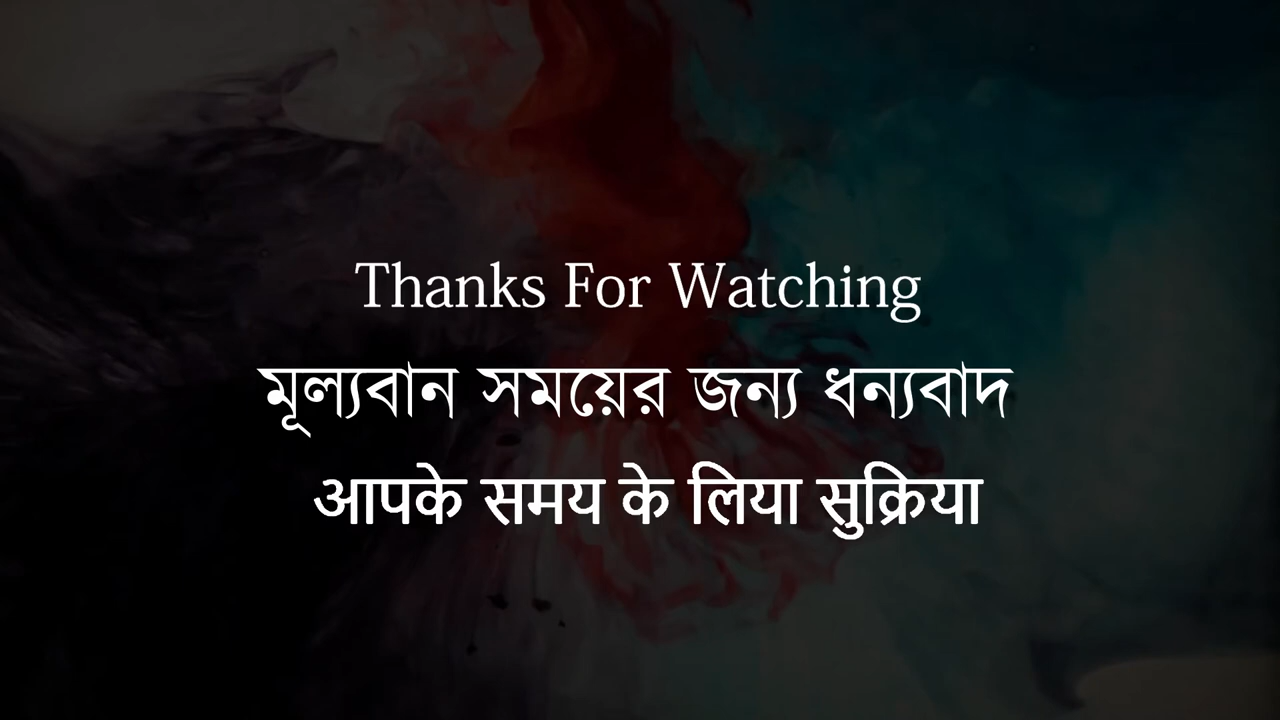 Thanks For Watching
মূল্যবান সময়ের জন্য ধন্যবাদ
आपके समय के लिया सुक्रिया